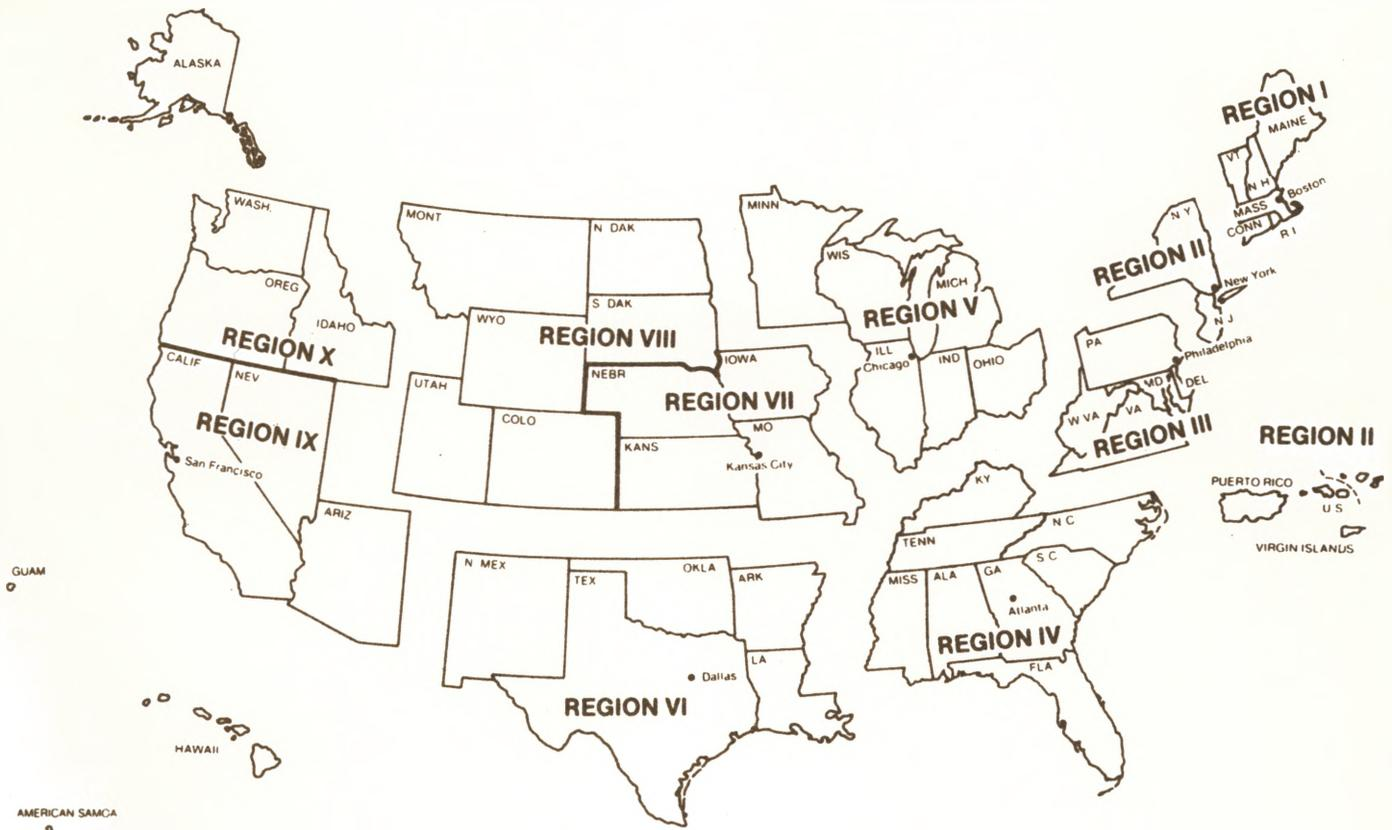 ALASKA
REGION I
MAINE
VT
N H
Boston
MASS
CONN
R I
WASH.
MONT
N DAK
MINN
N Y
REGION II
New York
N J
OREG
IDAHO
REGION X
WYO
S DAK
REGION VIII
WIS
MICH
REGION V
PA
Philadelphia
MD
DEL
CALIF
NEV
REGION IX
San Francisco
UTAH
COLO
NEBR
IOWA
REGION VII
ILL
Chicago
IND
OHIO
W VA
VA
REGION III
REGION II
KANS
MO
Kansas City
KY
PUERTO RICO
U S
VIRGIN ISLANDS
ARIZ
TENN
N C
S C
GUAM
N MEX
TEX
OKLA
ARK
MISS
ALA
GA
Atlanta
REGION IV
LA
Dallas
FLA
REGION VI
HAWAII
AMERICAN SAMOA